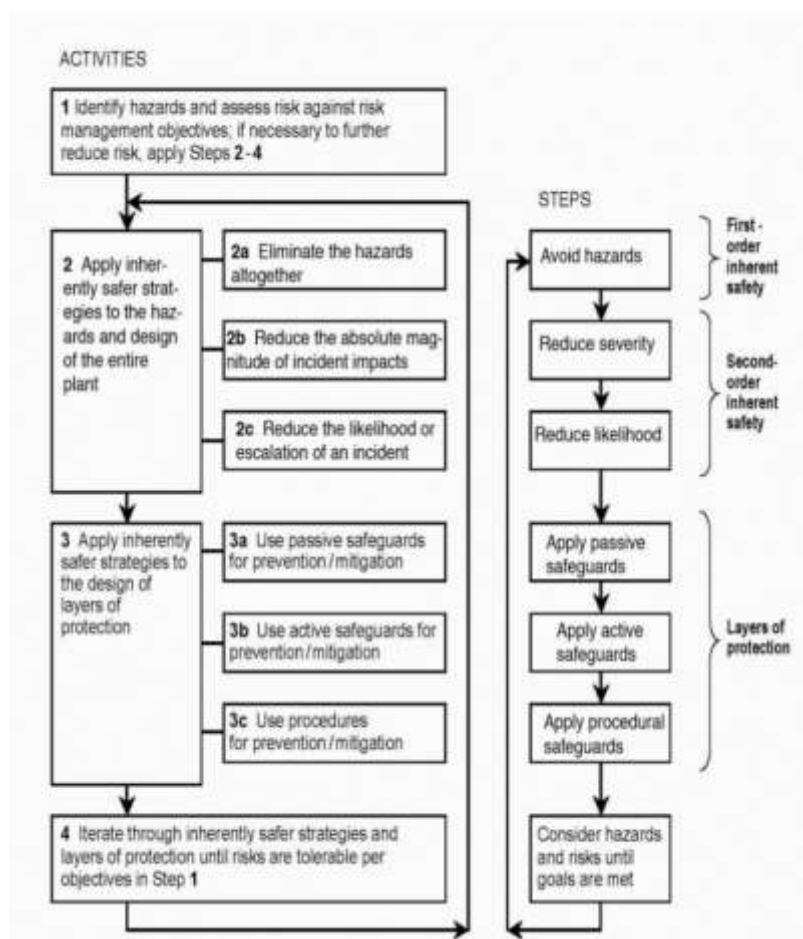 ACTIVITIES
1 Identify hazards and assess risk against risk
management objectives; if necessary to further
reduce risk, apply Steps 2-4
2 Apply inher-
ently safer strat-
egies to the haz-
ards and design
of the entire
plant
2a Eliminate the hazards
altogether
2b Reduce the absolute mag-
nitude of incident impacts
2c Reduce the likelihood or
escalation of an incident
3 Apply inherently
safer strategies to
the design of
layers of
protection
3a Use passive safeguards
for prevention/mitigation
3b Use active safeguards for
prevention/mitigation
3c Use procedures
for prevention/mitigation
4 Iterate through inherently safer strategies and
layers of protection until risks are tolerable per
objectives in Step 1
STEPS
Avoid hazards
Reduce severity
Reduce likelihood
Apply passive
safeguards
Apply active
safeguards
Apply procedural
safeguards
Consider hazards
and risks until
goals are met
First-
order
inherent
safety
Second-
order
inherent
safety
Layers of
protection